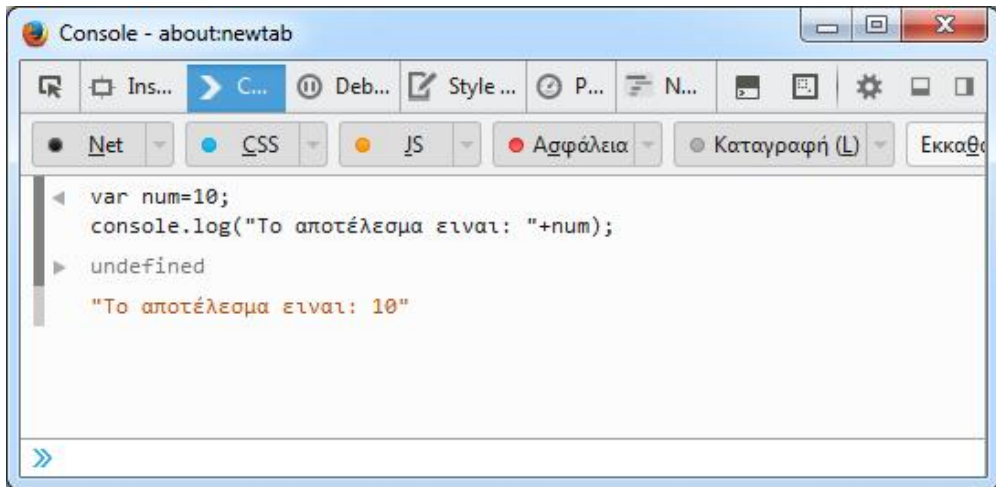 Console - about:newtab
Ins... C... Deb... Style ... P... N...
Net CSS JS Ασφάλεια Καταγραφή (L) Εκκαθα
var num=10;
console.log("Το αποτέλεσμα ειναι: "+num);
undefined
"Το αποτέλεσμα ειναι: 10"